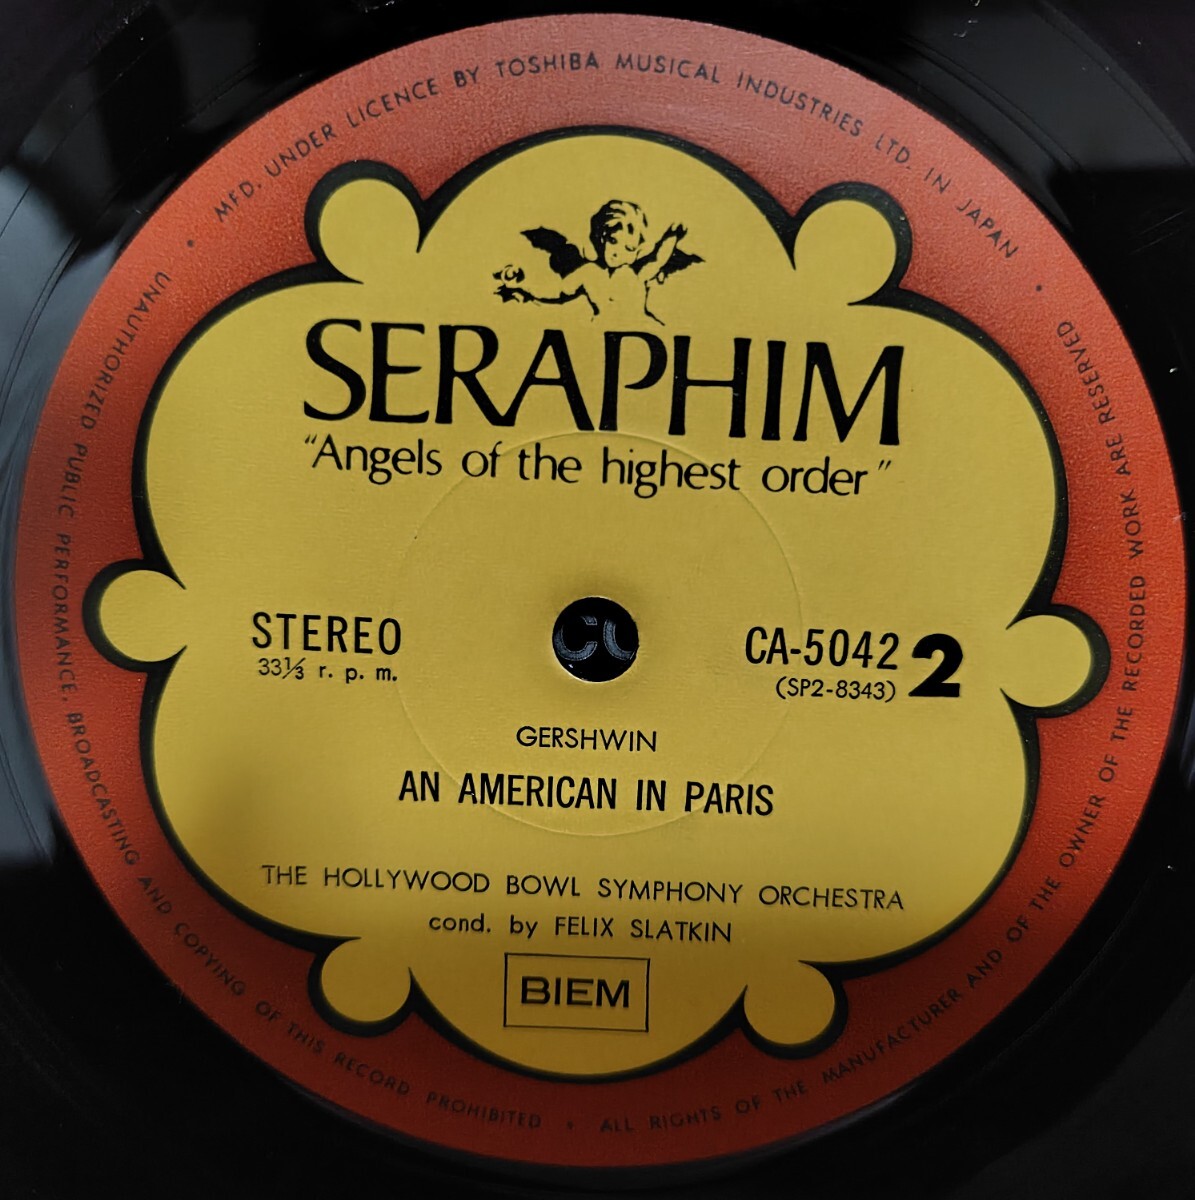 MFD. UNDER LICENCE BY TOSHIBA MUSICAL INDUSTRIES LTD. IN JAPAN
SERAPHIM
"Angels of the highest order"
STEREO
33⅓ r. p. m.
CA-5042 2
(SP2-8343)
GERSHWIN
AN AMERICAN IN PARIS
THE HOLLYWOOD BOWL SYMPHONY ORCHESTRA
cond. by FELIX SLATKIN
BIEM
UNAUTHORIZED PUBLIC PERFORMANCE, BROADCASTING AND COPYING OF THIS RECORD PROHIBITED
ALL RIGHTS OF THE MANUFACTURER AND OF THE OWNER OF THE RECORDED WORK ARE RESERVED